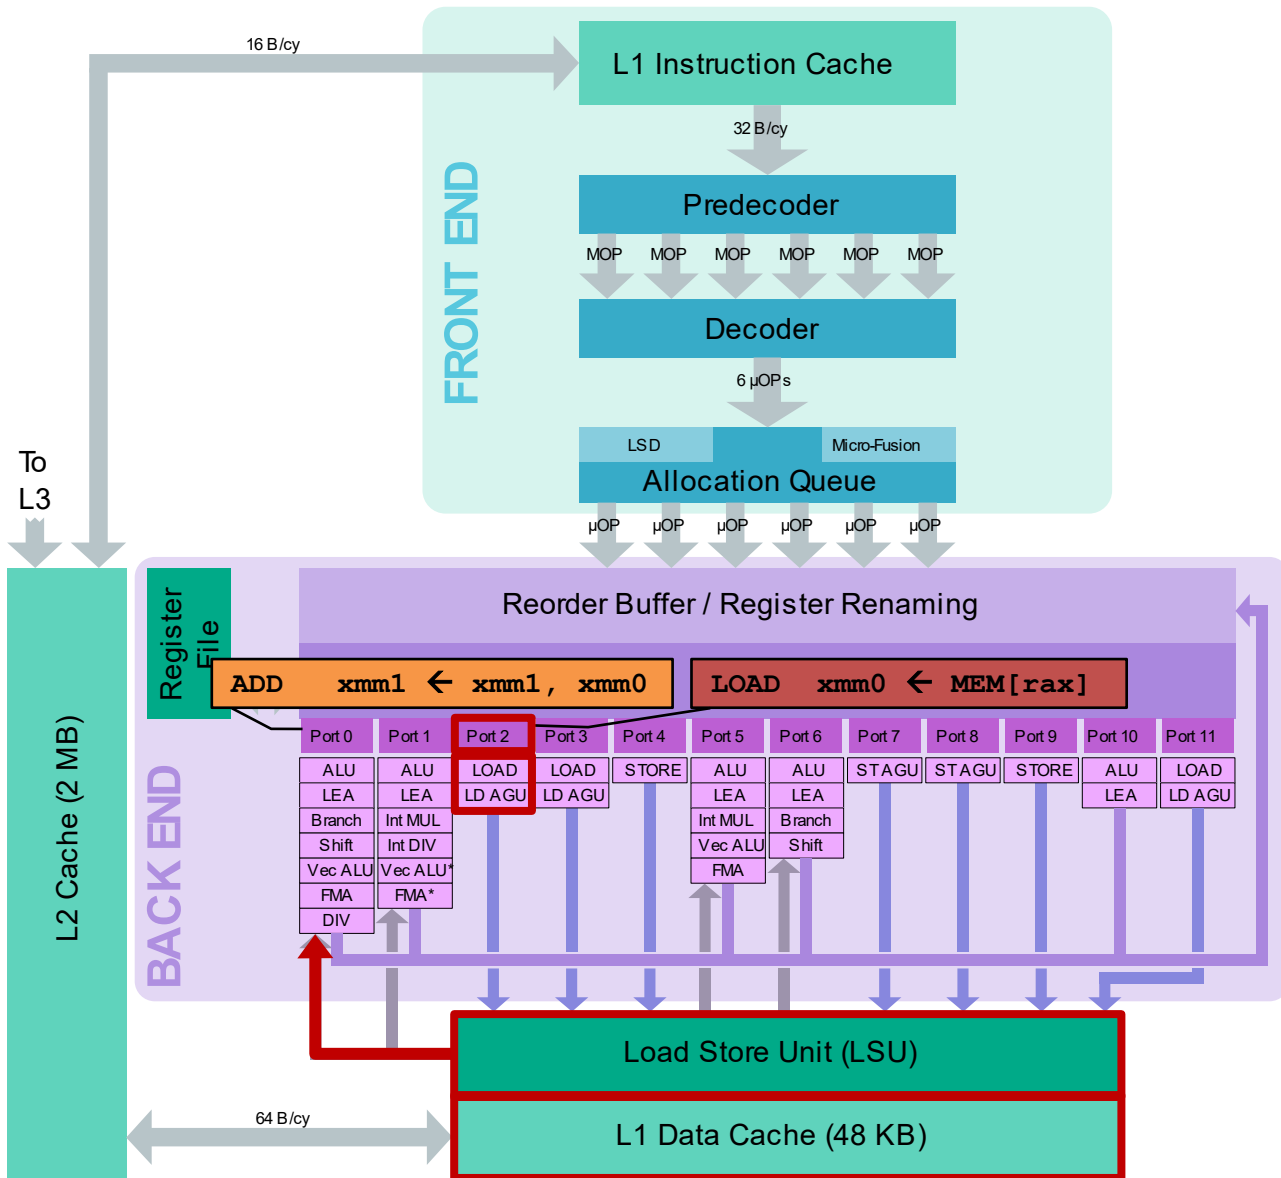 16 B/cy
L1 Instruction Cache
32 B/cy
FRONT END
Predecoder
MOP MOP MOP MOP MOP MOP
Decoder
6 µOPs
LSD Micro-Fusion
Allocation Queue
To
L3
µOP µOP µOP µOP µOP µOP
Register
File
Reorder Buffer / Register Renaming
ADD xmm1 ← xmm1, xmm0
LOAD xmm0 ← MEM[rax]
L2 Cache (2 MB)
BACK END
Port 0 Port 1 Port 2 Port 3 Port 4 Port 5 Port 6 Port 7 Port 8 Port 9 Port 10 Port 11
ALU ALU LOAD LOAD STORE ALU ALU ST AGU ST AGU STORE ALU LOAD
LEA LEA LD AGU LD AGU LEA LEA LEA LD AGU
Branch Int MUL Int MUL Branch
Shift Int DIV Vec ALU Shift
Vec ALU Vec ALU* FMA
FMA FMA*
DIV
Load Store Unit (LSU)
64 B/cy
L1 Data Cache (48 KB)